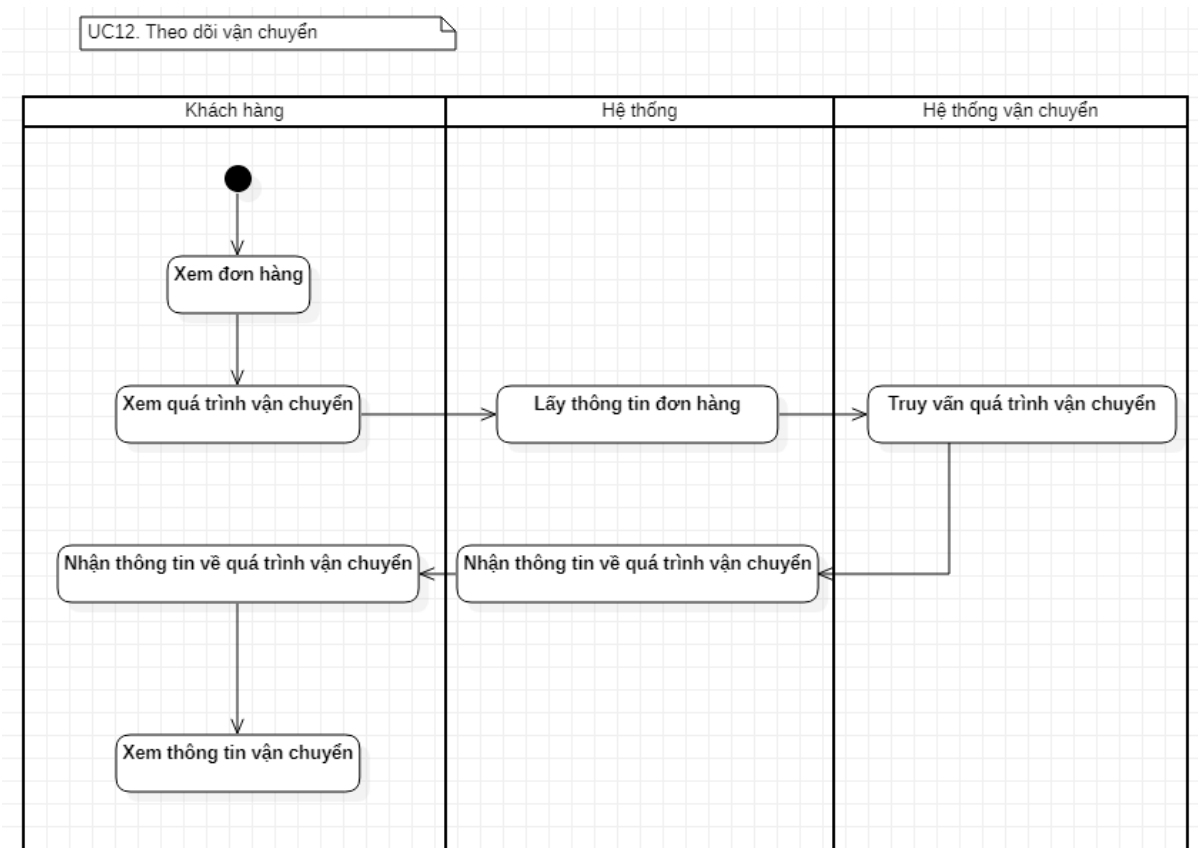 UC12. Theo dõi vận chuyển
Khách hàng
Hệ thống
Hệ thống vận chuyển
Xem đơn hàng
Xem quá trình vận chuyển
Lấy thông tin đơn hàng
Truy vấn quá trình vận chuyển
Nhận thông tin về quá trình vận chuyển
Nhận thông tin về quá trình vận chuyển
Xem thông tin vận chuyển